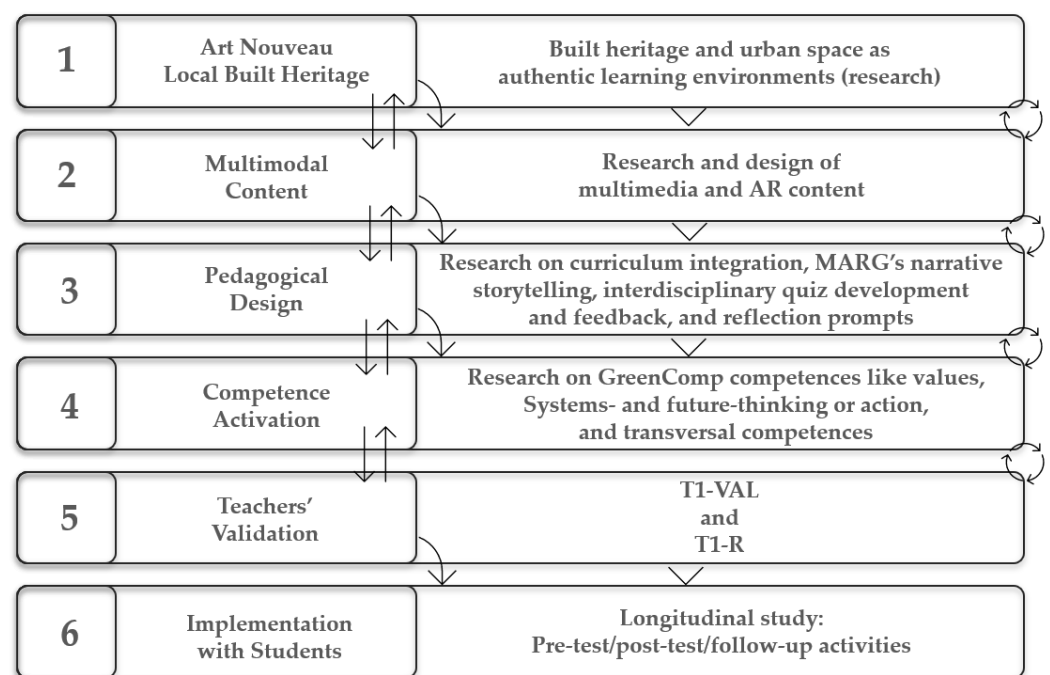 1
Art Nouveau
Local Built Heritage
Built heritage and urban space as
authentic learning environments (research)
2
Multimodal
Content
Research and design of
multimedia and AR content
3
Pedagogical
Design
Research on curriculum integration, MARG's narrative
storytelling, interdisciplinary quiz development
and feedback, and reflection prompts
4
Competence
Activation
Research on GreenComp competences like values,
Systems- and future-thinking or action,
and transversal competences
5
Teachers'
Validation
T1-VAL
and
T1-R
6
Implementation
with Students
Longitudinal study:
Pre-test/post-test/follow-up activities